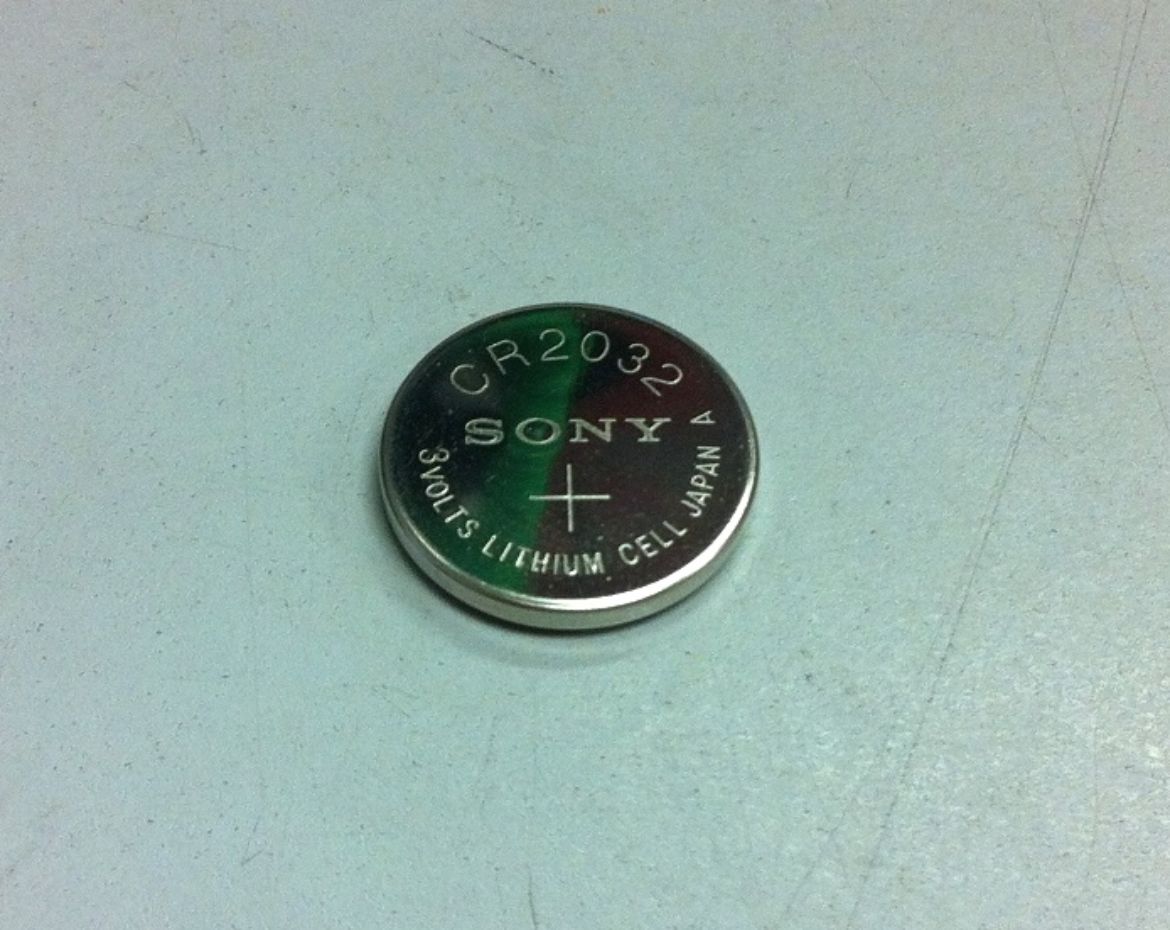 CR2032
SONY
+
3VOLTS LITHIUM CELL JAPAN A